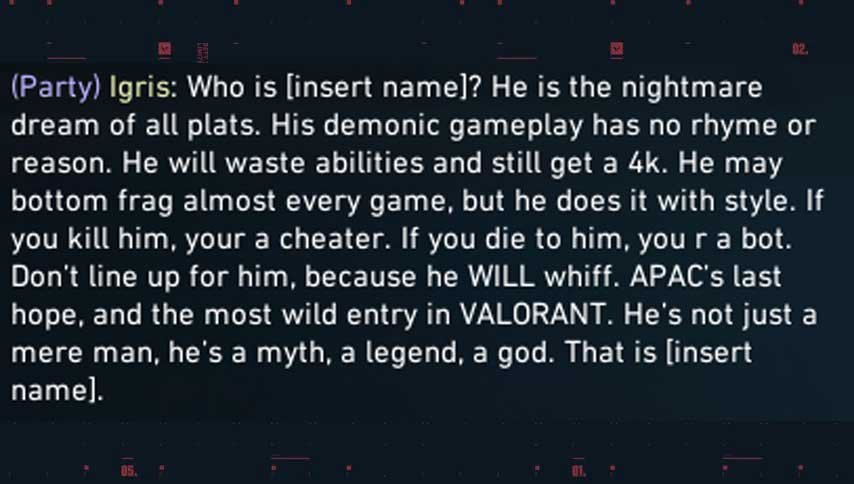 02.
(Party) Igris: Who is [insert name]? He is the nightmare
dream of all plats. His demonic gameplay has no rhyme or
reason. He will waste abilities and still get a 4k. He may
bottom frag almost every game, but he does it with style. If
you kill him, your a cheater. If you die to him, you r a bot.
Don't line up for him, because he WILL whiff. APAC's last
hope, and the most wild entry in VALORANT. He's not just a
mere man, he's a myth, a legend, a god. That is [insert
name].
05.
01.